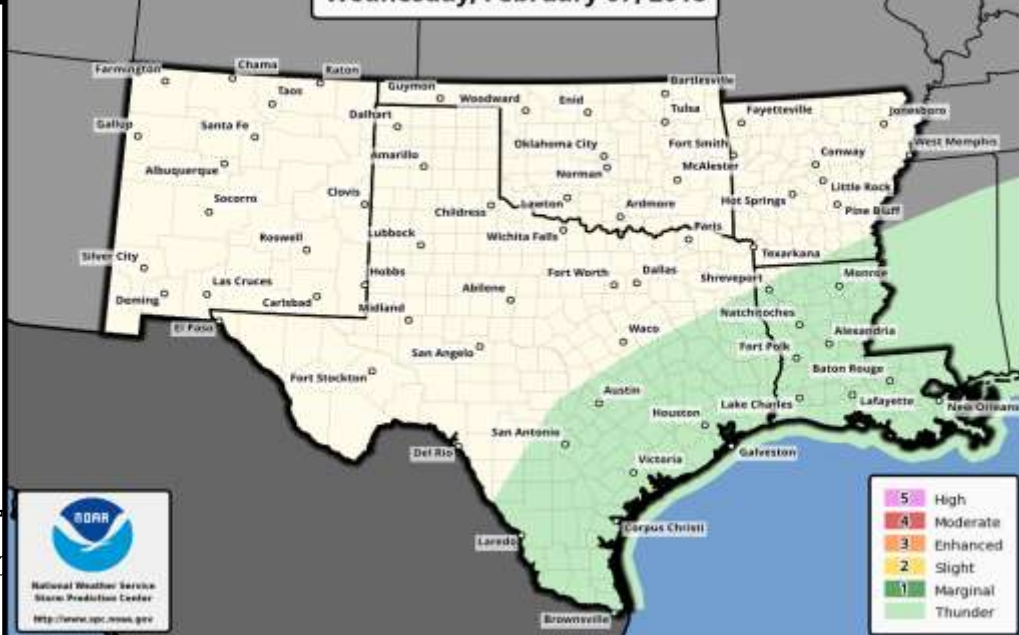 Wednesday, February 07, 2018
Farmington
Chama
Raton
Taos
Guymon
Woodward
Enid
Bartlesville
Tulsa
Fayetteville
Jonesboro
Gallup
Santa Fe
Dalhart
Oklahoma City
Fort Smith
Conway
West Memphis
Albuquerque
Amarillo
Norman
McAlester
Little Rock
Socorro
Clovis
Childress
Lawton
Ardmore
Hot Springs
Pine Bluff
Roswell
Lubbock
Wichita Falls
Paris
Texarkana
Silver City
Las Cruces
Hobbs
Fort Worth
Dallas
Shreveport
Monroe
Deming
Carlsbad
Midland
Abilene
Natchitoches
El Paso
San Angelo
Waco
Fort Polk
Alexandria
Fort Stockton
Austin
Baton Rouge
Houston
Lake Charles
Lafayette
New Orleans
Del Rio
San Antonio
Victoria
Galveston
Laredo
Corpus Christi
Brownsville
NOAA
National Weather Service
Storm Prediction Center
http://www.spc.noaa.gov
5 High
4 Moderate
3 Enhanced
2 Slight
1 Marginal
Thunder